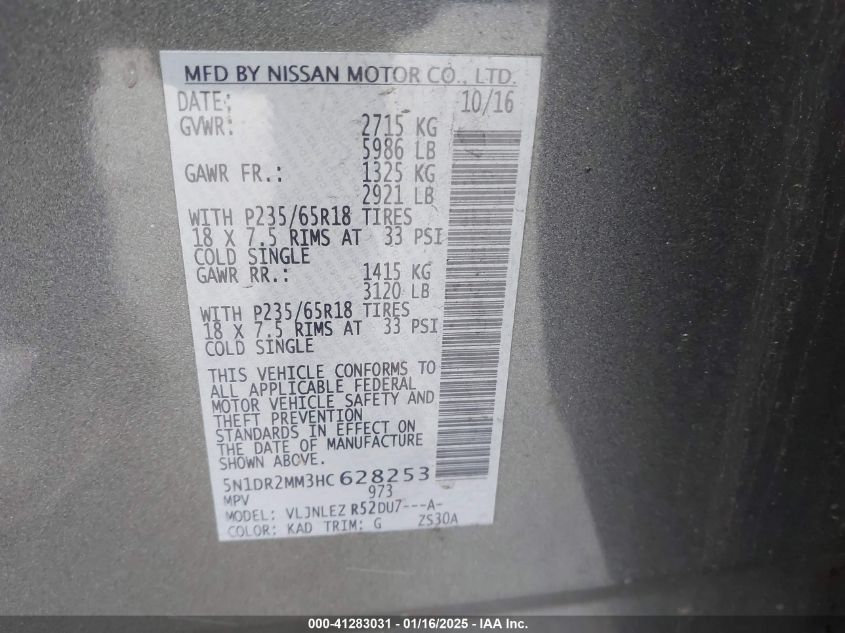 MFD BY NISSAN MOTOR CO., LTD.
DATE: 10/16
GVWR: 2715 KG
5986 LB
GAWR FR.: 1325 KG
2921 LB
WITH P235/65R18 TIRES
18 X 7.5 RIMS AT 33 PSI
COLD SINGLE
GAWR RR.: 1415 KG
3120 LB
WITH P235/65R18 TIRES
18 X 7.5 RIMS AT 33 PSI
COLD SINGLE
THIS VEHICLE CONFORMS TO
ALL APPLICABLE FEDERAL
MOTOR VEHICLE SAFETY AND
THEFT PREVENTION
STANDARDS IN EFFECT ON
THE DATE OF MANUFACTURE
SHOWN ABOVE.
5N1DR2MM3HC628253
MPV 973
MODEL: VLJNLEZ R52DU7---A-
COLOR: KAD TRIM: G ZS30A
000-41283031 - 01/16/2025 - IAA Inc.